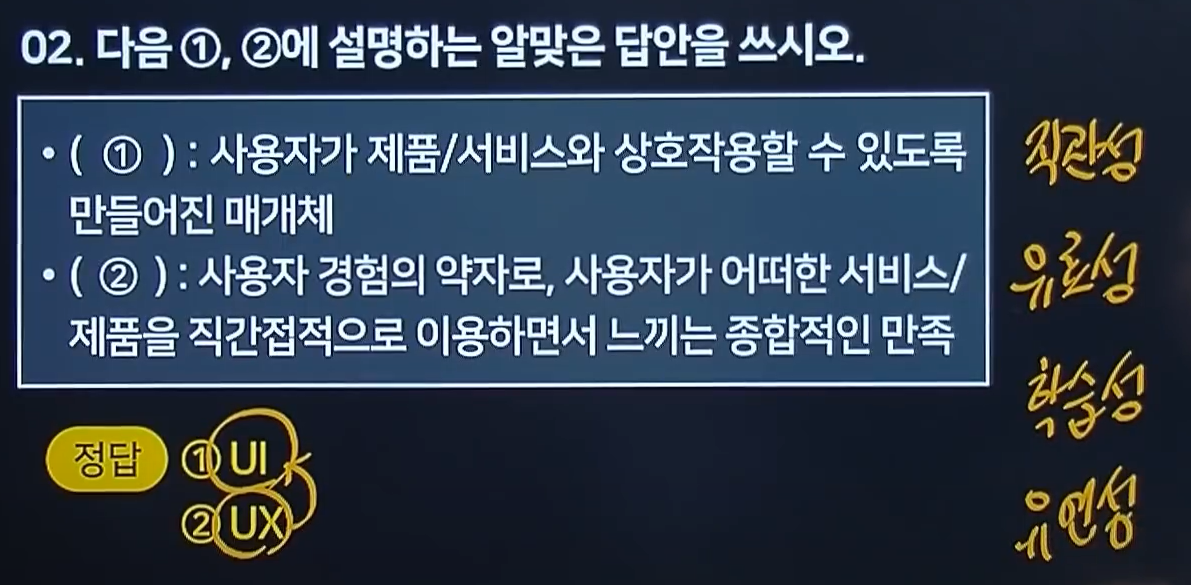 02. 다음 ①, ②에 설명하는 알맞은 답안을 쓰시오.
• ( ① ) : 사용자가 제품/서비스와 상호작용할 수 있도록
만들어진 매개체
• ( ② ) : 사용자 경험의 약자로, 사용자가 어떠한 서비스/
제품을 직간접적으로 이용하면서 느끼는 종합적인 만족
정답 ① UI
② UX
직관성
유효성
학습성
유연성